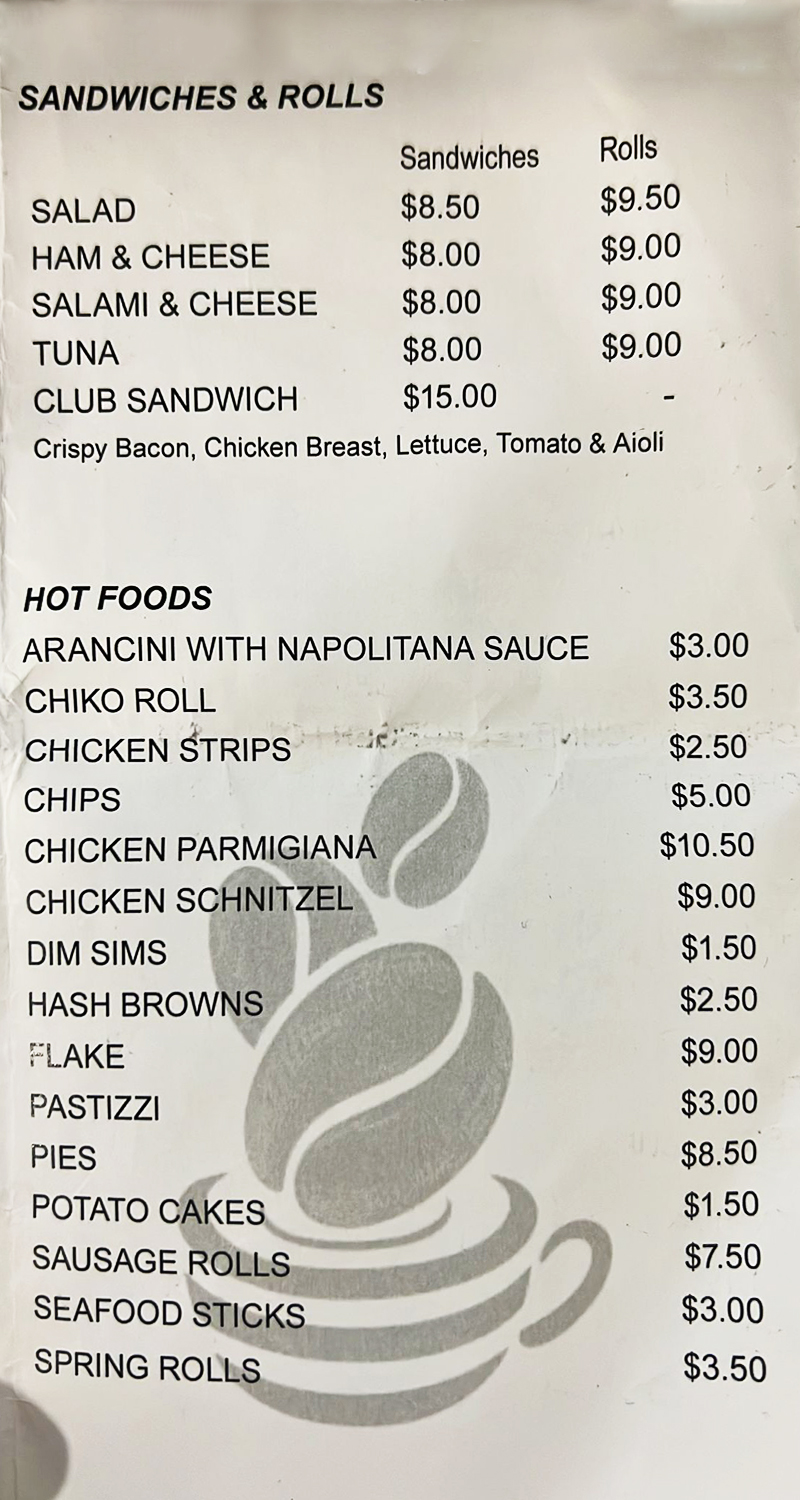 SANDWICHES & ROLLS
Sandwiches Rolls
SALAD $8.50 $9.50
HAM & CHEESE $8.00 $9.00
SALAMI & CHEESE $8.00 $9.00
TUNA $8.00 $9.00
CLUB SANDWICH $15.00 -
Crispy Bacon, Chicken Breast, Lettuce, Tomato & Aioli
HOT FOODS
ARANCINI WITH NAPOLITANA SAUCE $3.00
CHIKO ROLL $3.50
CHICKEN STRIPS $2.50
CHIPS $5.00
CHICKEN PARMIGIANA $10.50
CHICKEN SCHNITZEL $9.00
DIM SIMS $1.50
HASH BROWNS $2.50
FLAKE $9.00
PASTIZZI $3.00
PIES $8.50
POTATO CAKES $1.50
SAUSAGE ROLLS $7.50
SEAFOOD STICKS $3.00
SPRING ROLLS $3.50